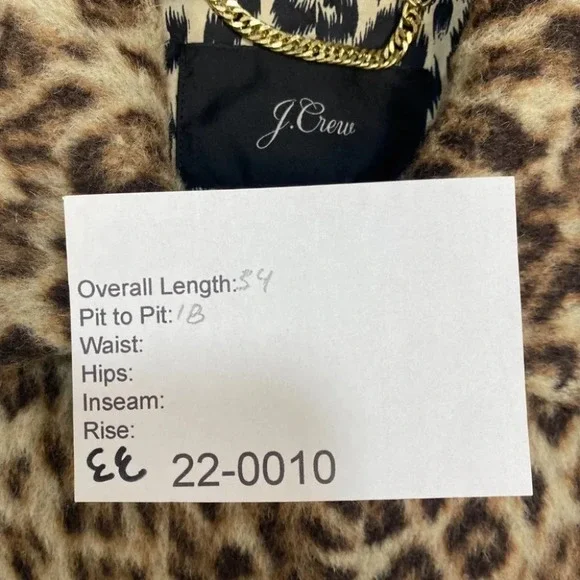 J.Crew
Overall Length: 34
Pit to Pit: 18
Waist:
Hips:
Inseam:
Rise:
EE 22-0010